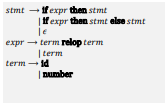 stmt → if expr then stmt
| if expr then stmt else stmt
| ϵ
expr → term relop term
| term
term → id
| number